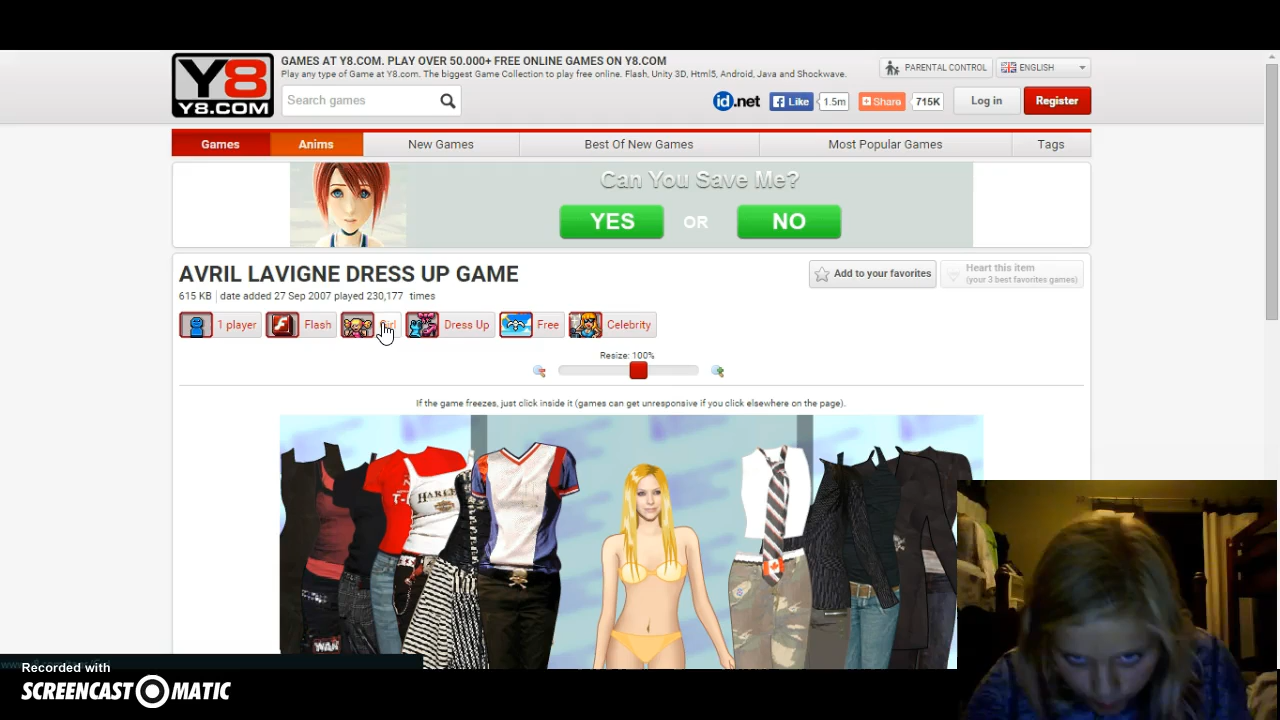 Y8
Y8.COM
GAMES AT Y8.COM. PLAY OVER 50.000+ FREE ONLINE GAMES ON Y8.COM
Play any type of Game at Y8.com. The biggest Game Collection to play free online. Flash, Unity 3D, Html5, Android, Java and Shockwave.
PARENTAL CONTROL
ENGLISH
Search games
id.net
Like
1.5m
Share
715K
Log in
Register
Games
Anims
New Games
Best Of New Games
Most Popular Games
Tags
Can You Save Me?
YES OR NO
AVRIL LAVIGNE DRESS UP GAME
Add to your favorites
Heart this item
(your 3 best favorites games)
615 KB date added 27 Sep 2007 played 230,177 times
1 player
Flash
Dress Up
Free
Celebrity
Resize: 100%
If the game freezes, just click inside it (games can get unresponsive if you click elsewhere on the page).
Recorded with
SCREENCAST MATIC